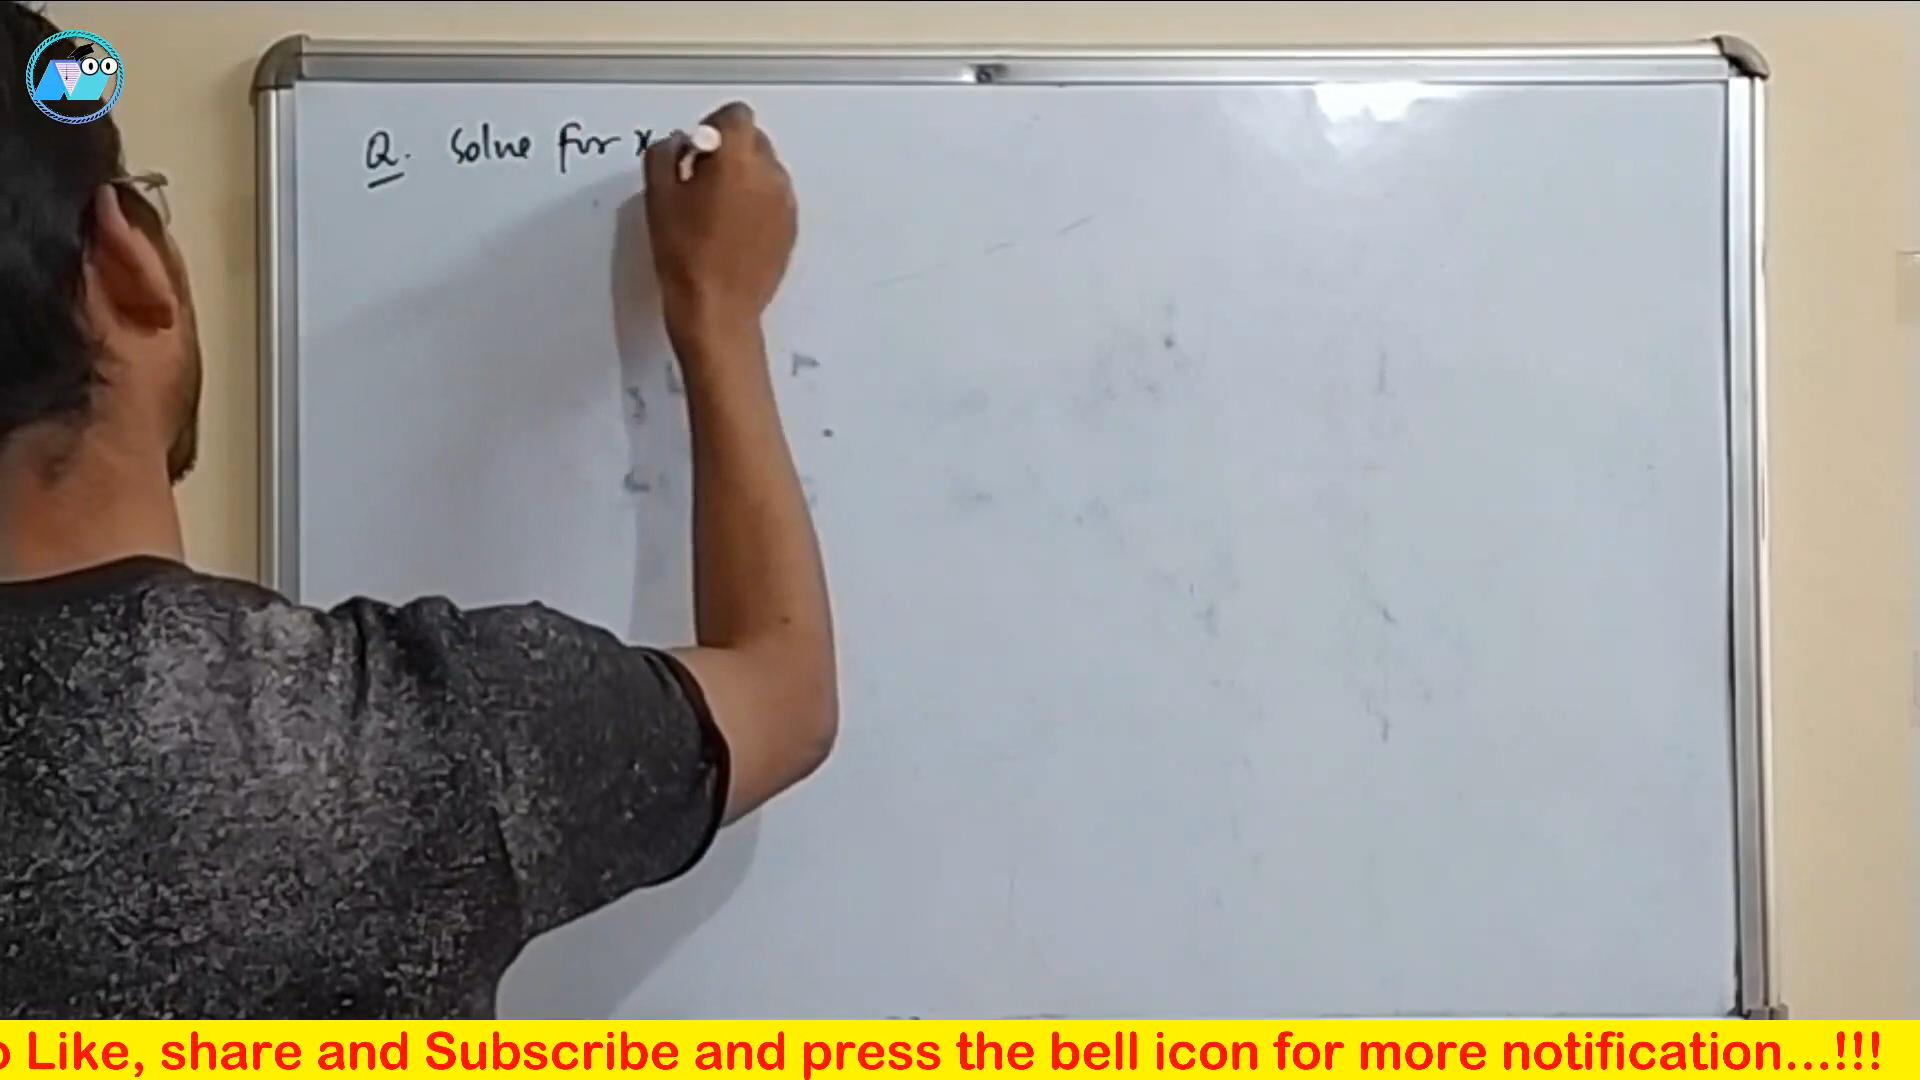 Q. Solve for x
Like, share and Subscribe and press the bell icon for more notification...!!!